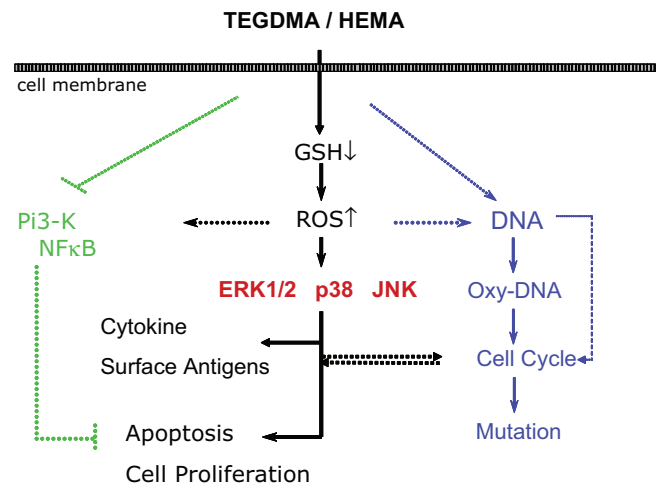 TEGDMA / HEMA
cell membrane
GSH↓
Pi3-K
NFκB
ROS↑
DNA
ERK1/2 p38 JNK
Oxy-DNA
Cytokine
Surface Antigens
Cell Cycle
Apoptosis
Mutation
Cell Proliferation